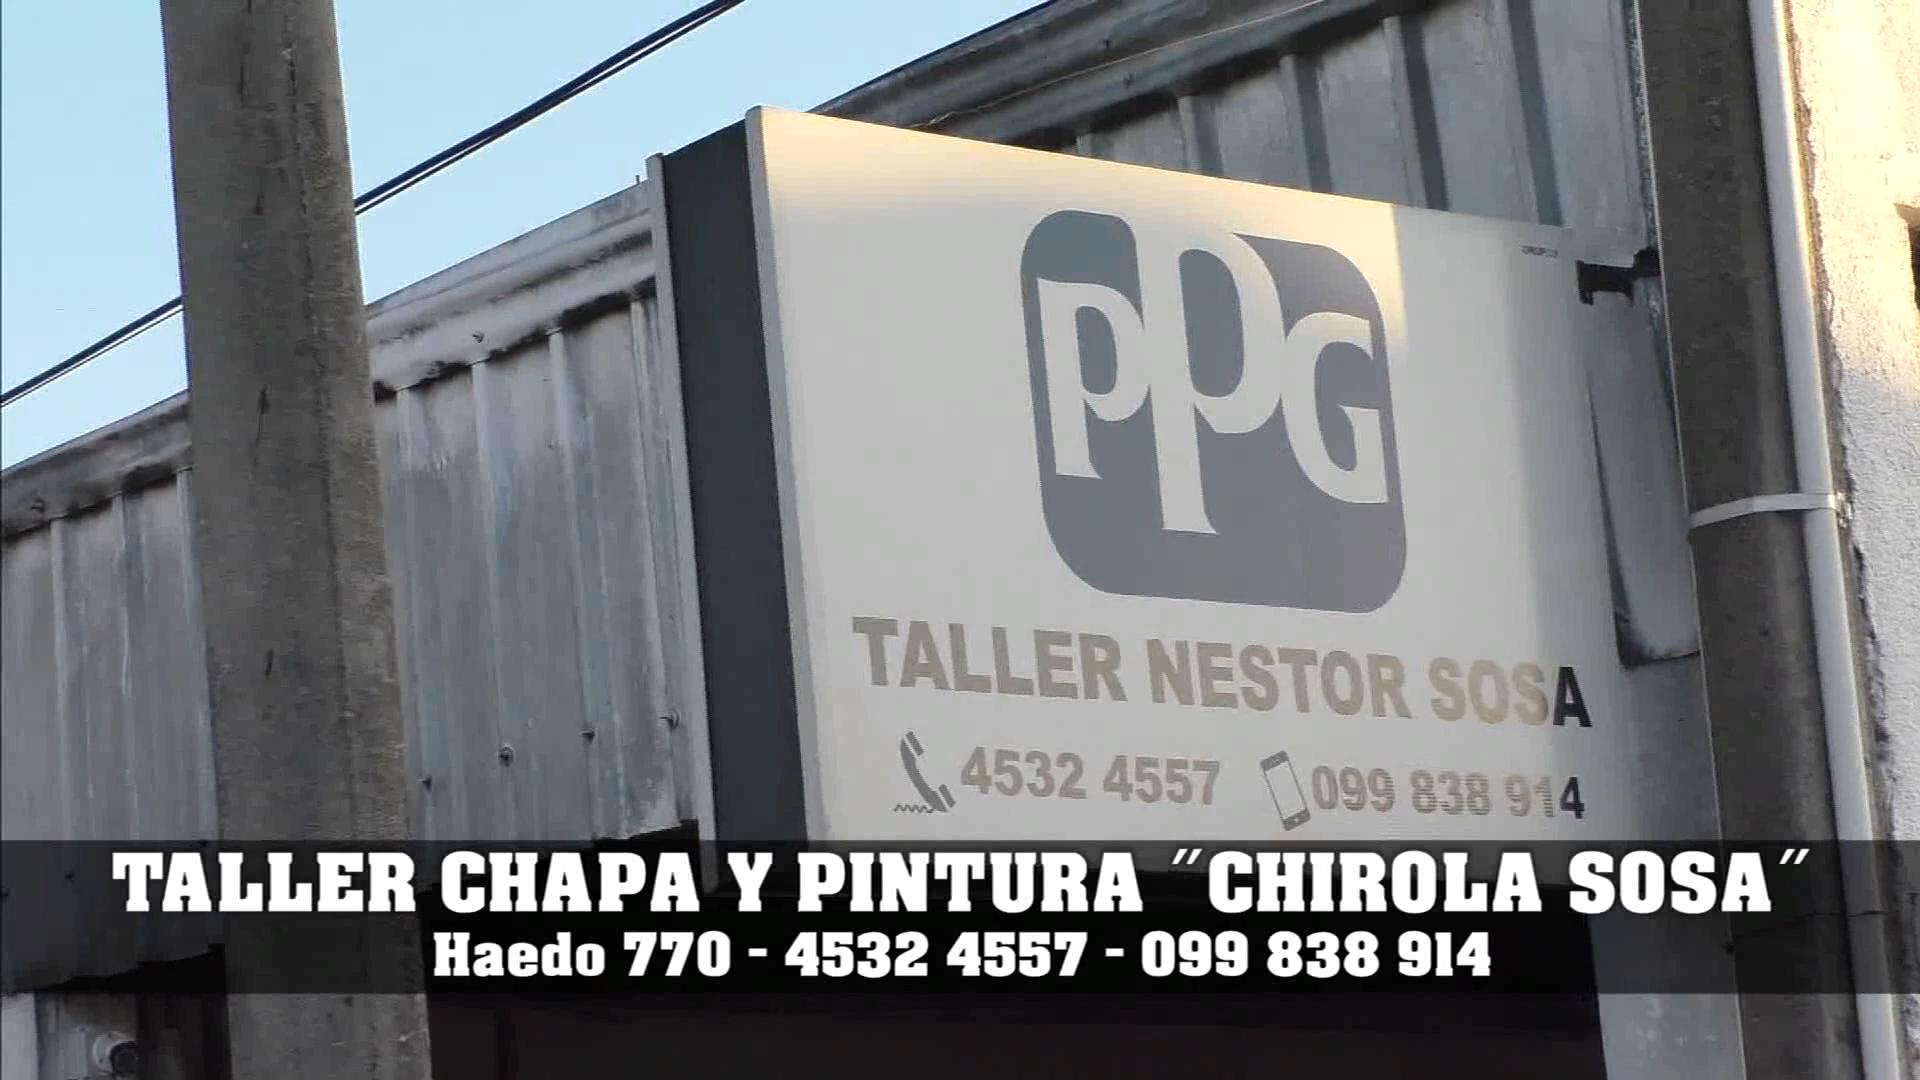 PPG
TALLER NESTOR SOSA
4532 4557 099 838 914
TALLER CHAPA Y PINTURA "CHIROLA SOSA"
Haedo 770 - 4532 4557 - 099 838 914